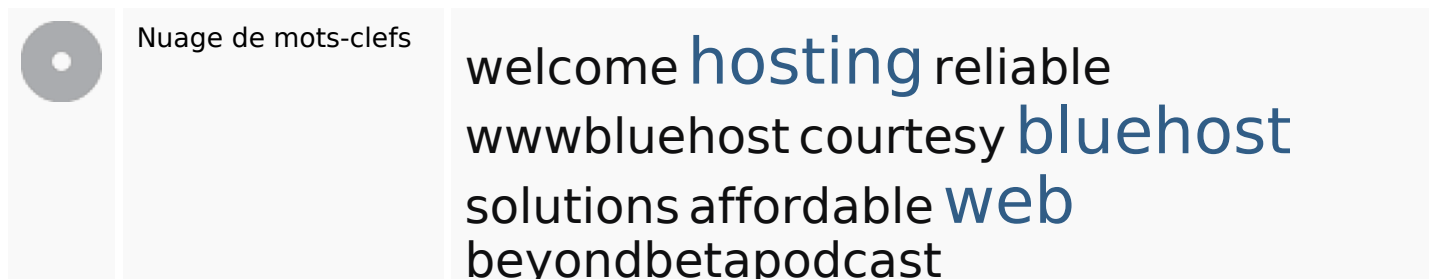 Nuage de mots-clefs
welcome hosting reliable
wwwbluehost courtesy bluehost
solutions affordable web
beyondbetapodcast